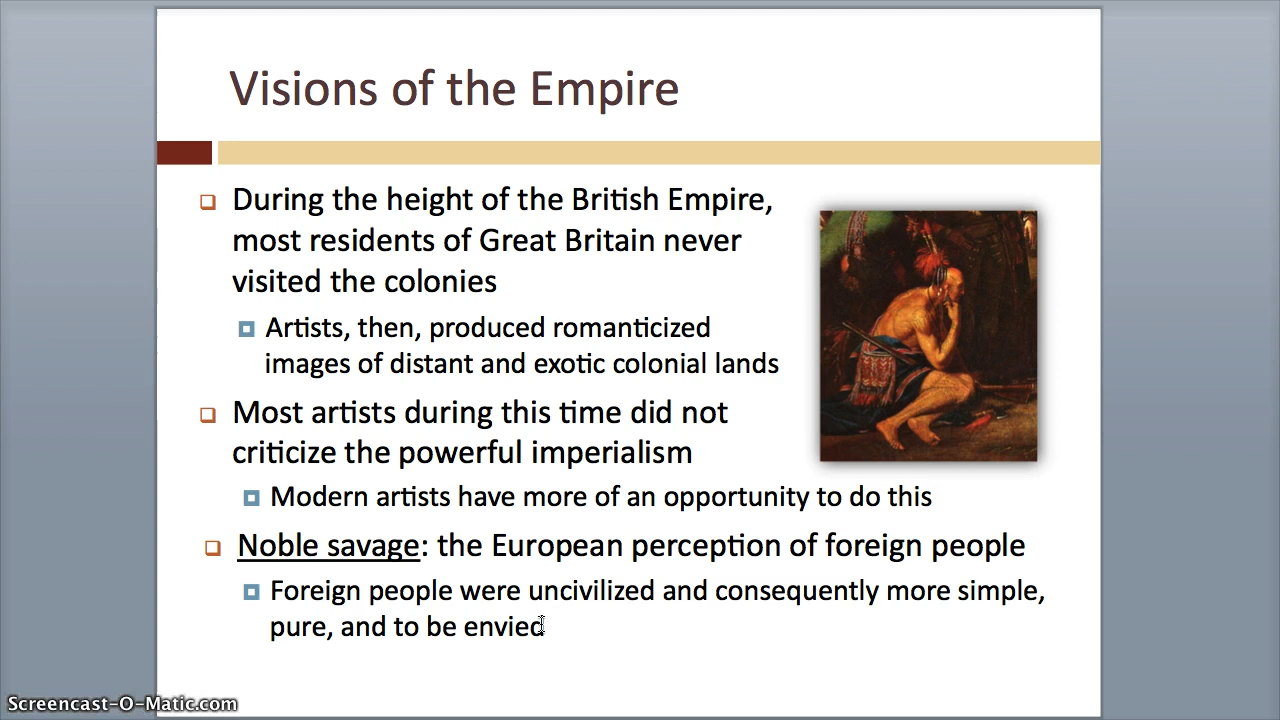 Visions of the Empire
During the height of the British Empire,
most residents of Great Britain never
visited the colonies
Artists, then, produced romanticized
images of distant and exotic colonial lands
Most artists during this time did not
criticize the powerful imperialism
Modern artists have more of an opportunity to do this
Noble savage: the European perception of foreign people
Foreign people were uncivilized and consequently more simple,
pure, and to be envied
Screencast-O-Matic.com